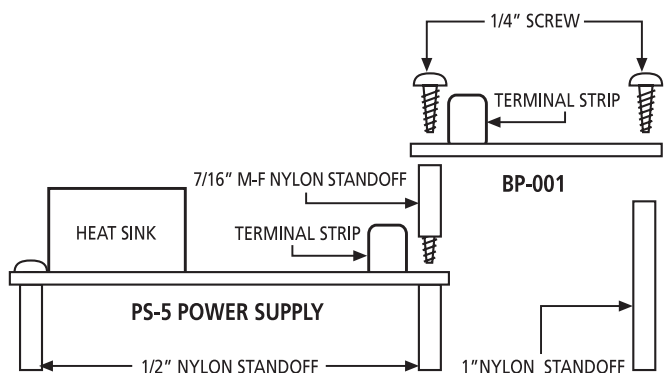 1/4” SCREW
TERMINAL STRIP
7/16” M-F NYLON STANDOFF
BP-001
HEAT SINK
TERMINAL STRIP
PS-5 POWER SUPPLY
1/2” NYLON STANDOFF
1”NYLON STANDOFF